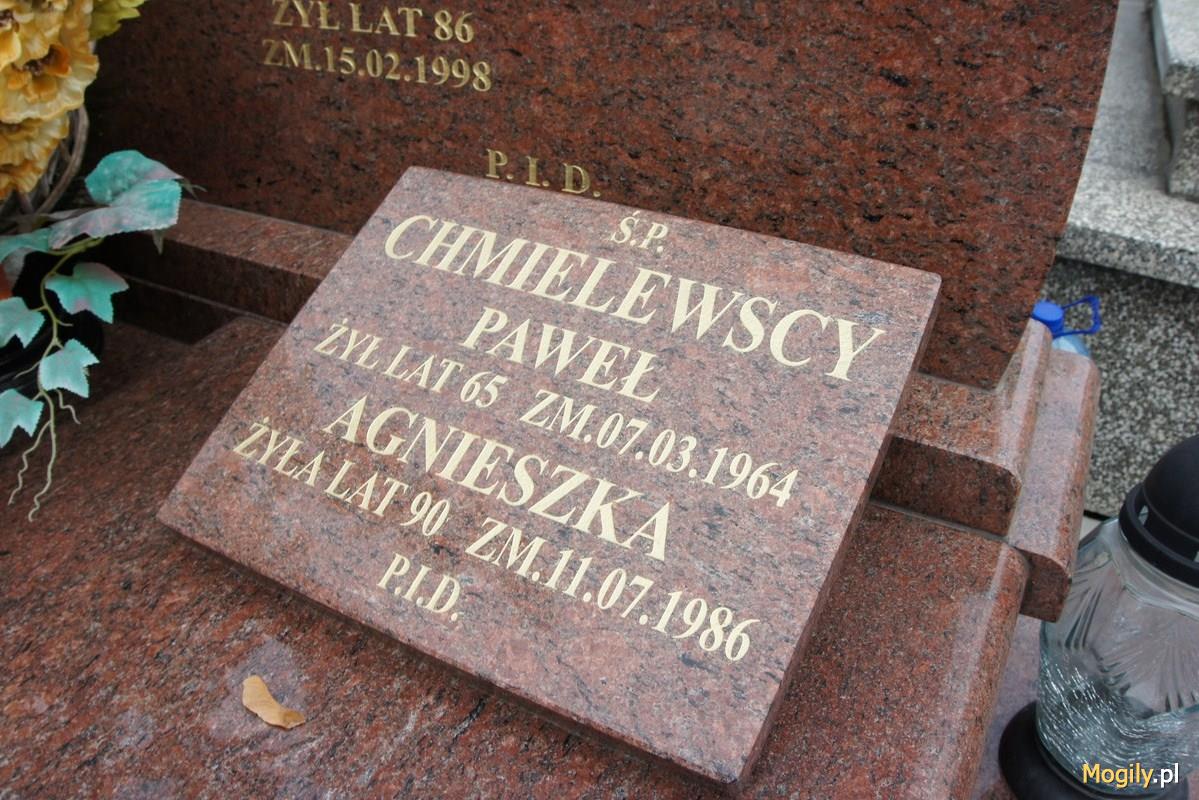 ŻYŁ LAT 86
ZM.15.02.1998
P. I. D.
Ś.P.
CHMIELEWSCY
PAWEŁ
ŻYŁ LAT 65 ZM.07.03.1964
AGNIESZKA
ŻYŁA LAT 90 ZM.11.07.1986
P.I.D.
Mogily.pl